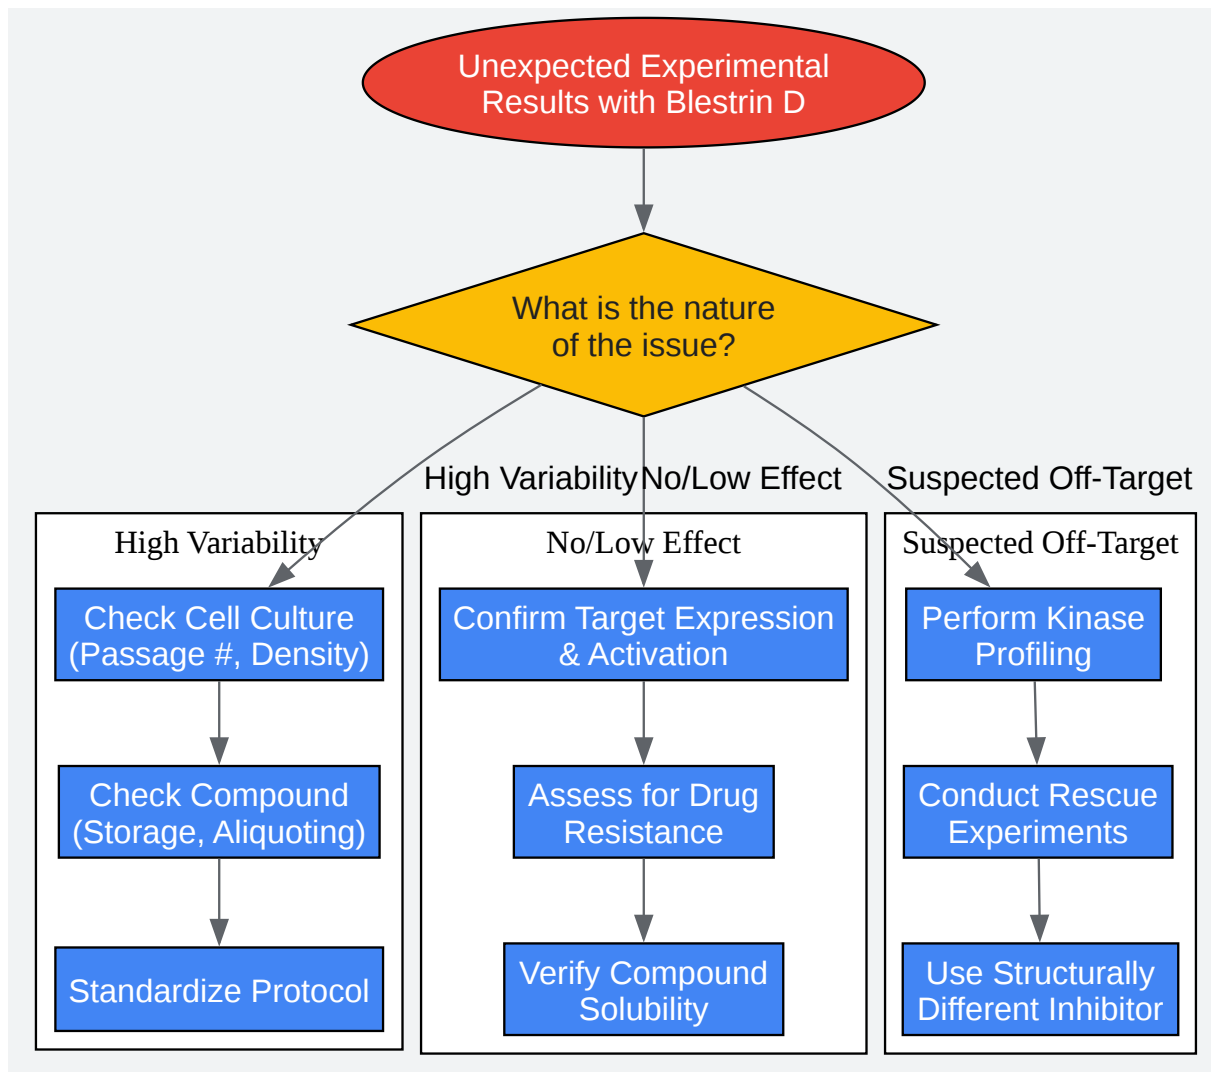 Unexpected Experimental
Results with Blestrin D
What is the nature
of the issue?
High Variability
No/Low Effect
Suspected Off-Target
High Variability
Check Cell Culture
(Passage #, Density)
Check Compound
(Storage, Aliquoting)
Standardize Protocol
No/Low Effect
Confirm Target Expression
& Activation
Assess for Drug
Resistance
Verify Compound
Solubility
Suspected Off-Target
Perform Kinase
Profiling
Conduct Rescue
Experiments
Use Structurally
Different Inhibitor